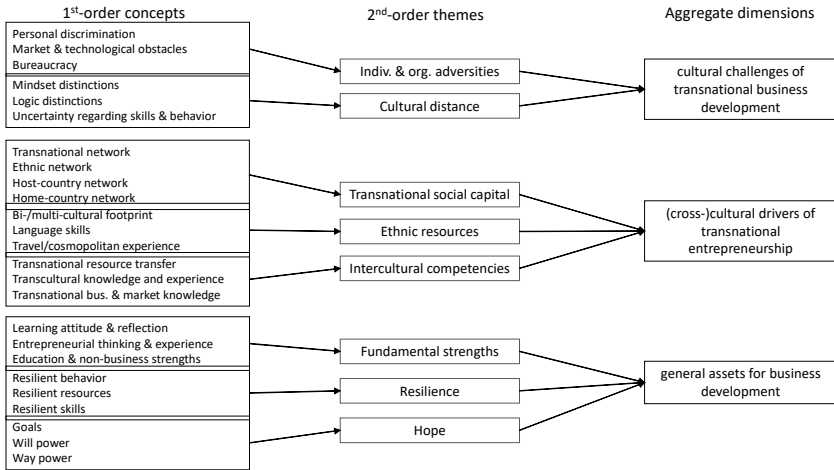 1st-order concepts
2nd-order themes
Aggregate dimensions
Personal discrimination
Market & technological obstacles
Bureaucracy
Mindset distinctions
Logic distinctions
Uncertainty regarding skills & behavior
Indiv. & org. adversities
Cultural distance
cultural challenges of
transnational business
development
Transnational network
Ethnic network
Host-country network
Home-country network
Bi-/multi-cultural footprint
Language skills
Travel/cosmopolitan experience
Transnational resource transfer
Transcultural knowledge and experience
Transnational bus. & market knowledge
Transnational social capital
Ethnic resources
Intercultural competencies
(cross-)cultural drivers of
transnational
entrepreneurship
Learning attitude & reflection
Entrepreneurial thinking & experience
Education & non-business strengths
Resilient behavior
Resilient resources
Resilient skills
Goals
Will power
Way power
Fundamental strengths
Resilience
Hope
general assets for business
development